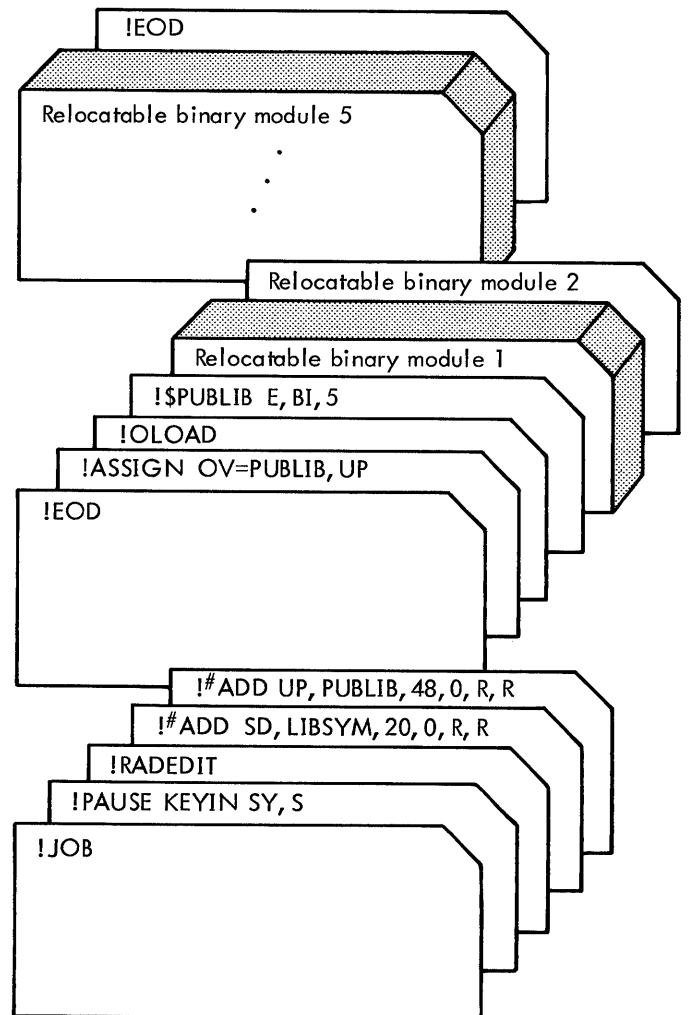 !EOD
Relocatable binary module 5
.
.
.
Relocatable binary module 2
Relocatable binary module 1
!$PUBLIB E, BI, 5
!OLOAD
!ASSIGN OV=PUBLIB, UP
!EOD
!#ADD UP, PUBLIB, 48, 0, R, R
!#ADD SD, LIBSYM, 20, 0, R, R
!RADEDIT
!PAUSE KEYIN SY, S
!JOB